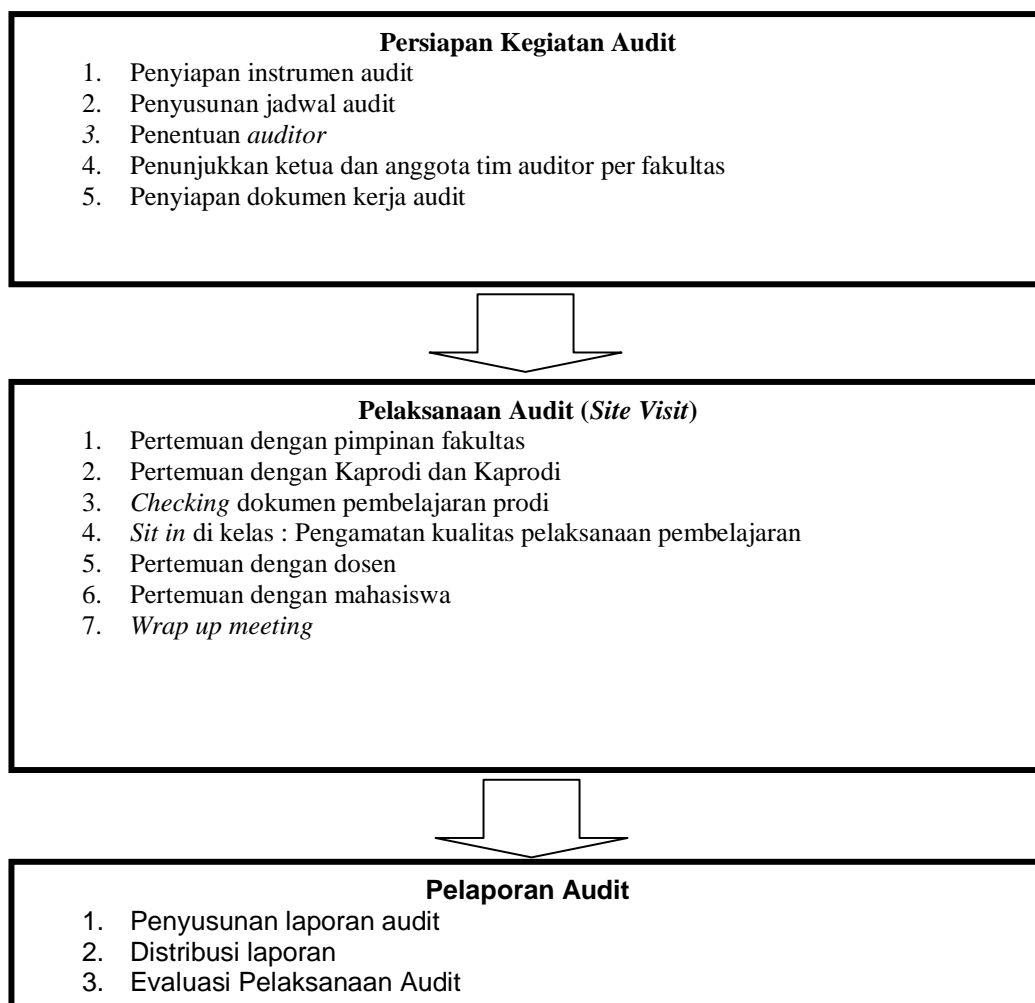 Persiapan Kegiatan Audit
1. Penyiapan instrumen audit
2. Penyusunan jadwal audit
3. Penentuan auditor
4. Penunjukkan ketua dan anggota tim auditor per fakultas
5. Penyiapan dokumen kerja audit
Pelaksanaan Audit (Site Visit)
1. Pertemuan dengan pimpinan fakultas
2. Pertemuan dengan Kaprodi dan Kaprodi
3. Checking dokumen pembelajaran prodi
4. Sit in di kelas : Pengamatan kualitas pelaksanaan pembelajaran
5. Pertemuan dengan dosen
6. Pertemuan dengan mahasiswa
7. Wrap up meeting
Pelaporan Audit
1. Penyusunan laporan audit
2. Distribusi laporan
3. Evaluasi Pelaksanaan Audit